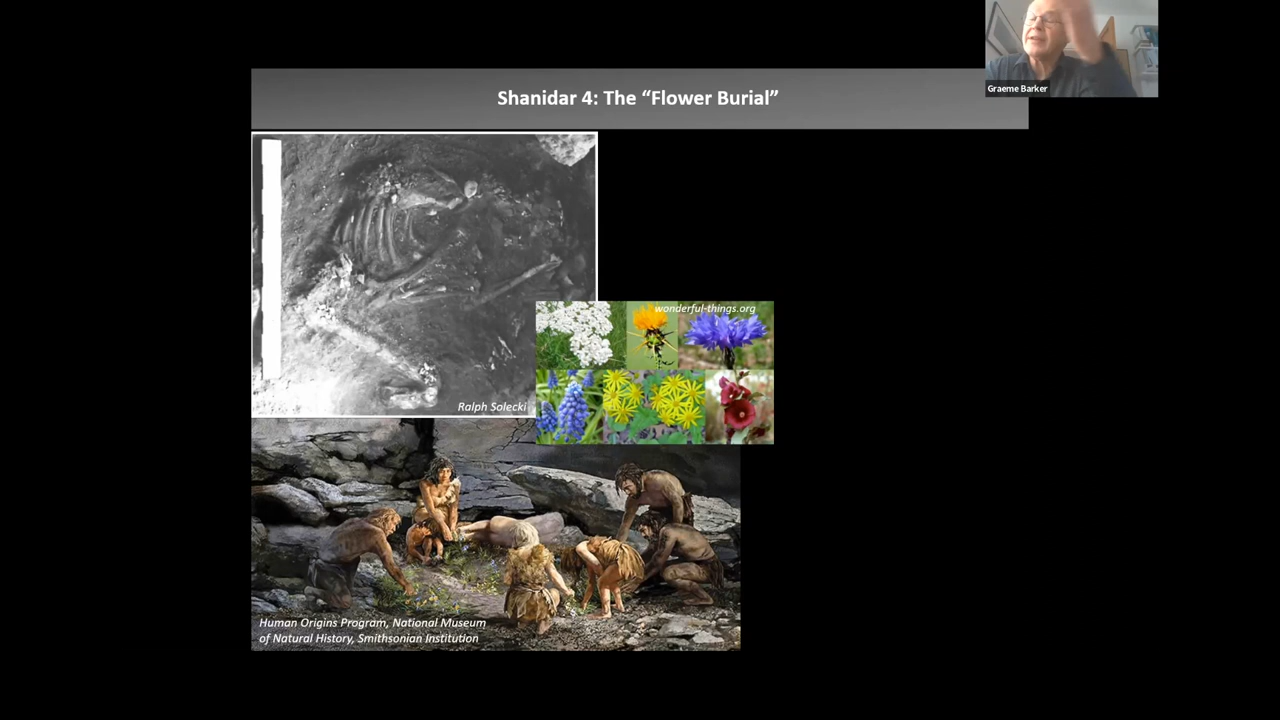 Graeme Barker
Shanidar 4: The “Flower Burial”
wonderful-things.org
Ralph Solecki
Human Origins Program, National Museum
of Natural History, Smithsonian Institution